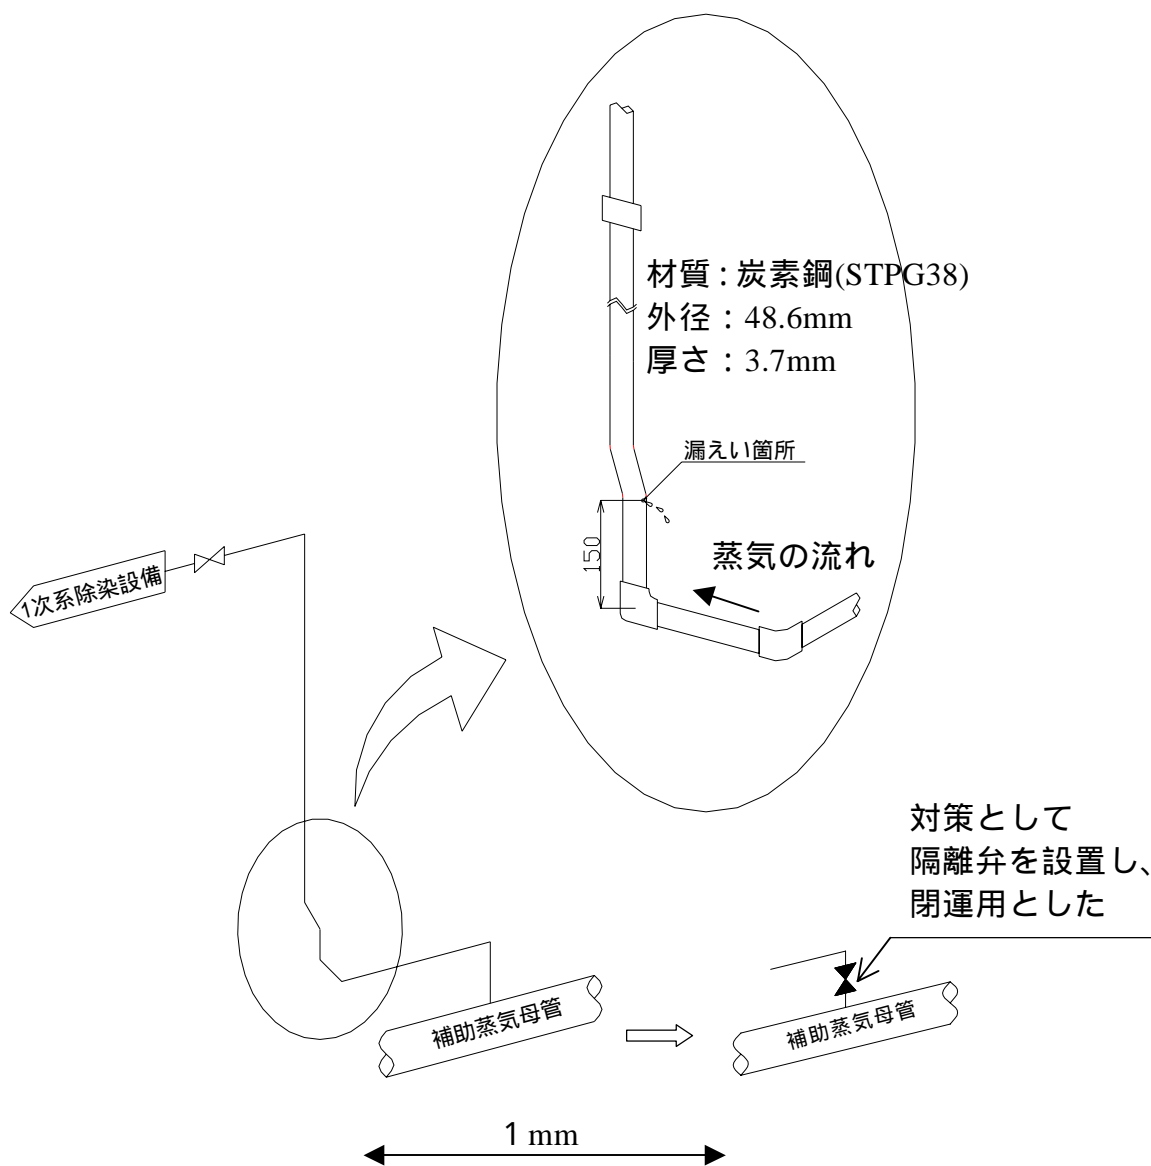 材質:炭素鋼(STPG38)
外径:48.6mm
厚さ:3.7mm
漏えい箇所
150
蒸気の流れ
1次系除染設備
対策として
隔離弁を設置し、
閉運用とした
補助蒸気母管
補助蒸気母管
1 mm